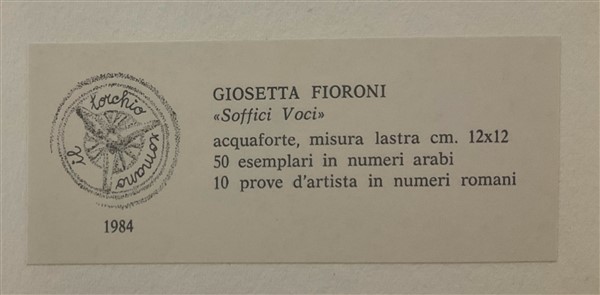 il torchio romano
1984
GIOSETTA FIORONI
«Soffici Voci»
acquaforte, misura lastra cm. 12x12
50 esemplari in numeri arabi
10 prove d'artista in numeri romani